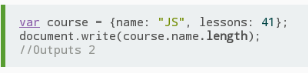 var course = {name: "JS", lessons: 41};
document.write(course.name.length);
//Outputs 2